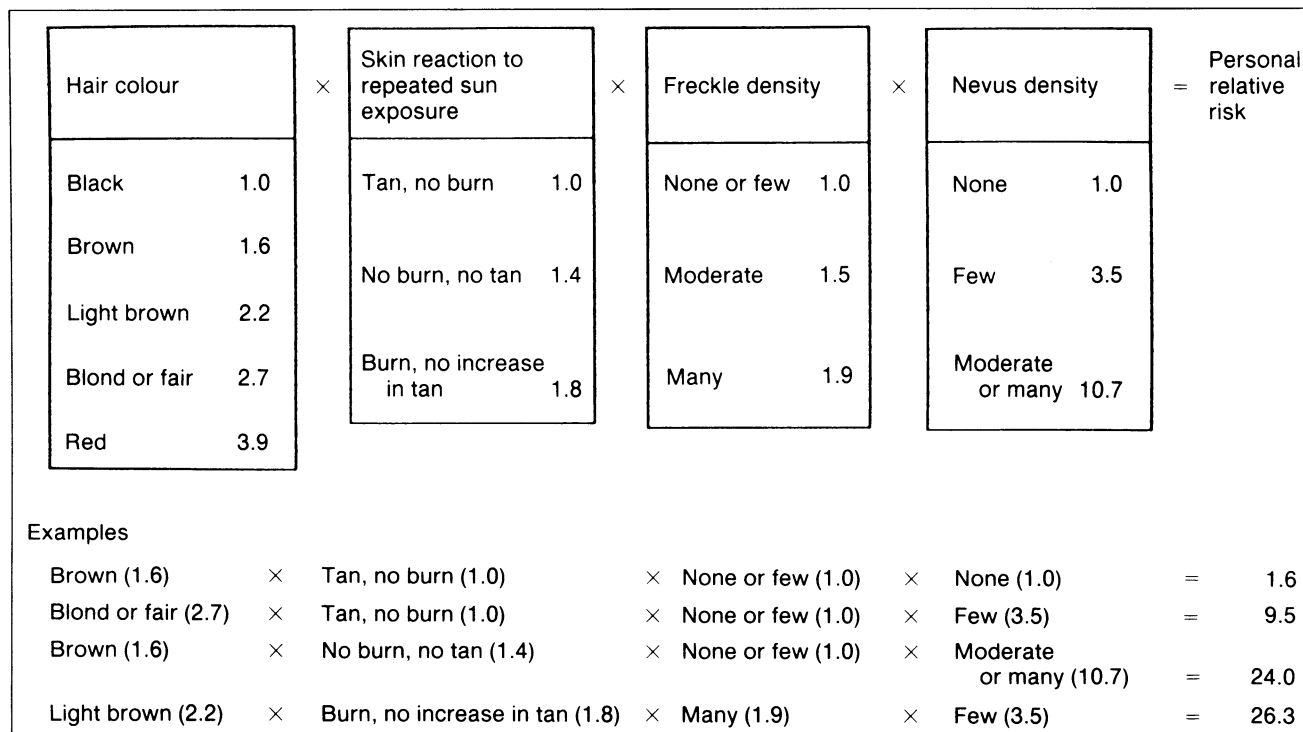 Hair colour × Skin reaction to repeated sun exposure × Freckle density × Nevus density = Personal relative risk
Black 1.0
Brown 1.6
Light brown 2.2
Blond or fair 2.7
Red 3.9
Tan, no burn 1.0
No burn, no tan 1.4
Burn, no increase
in tan 1.8
None or few 1.0
Moderate 1.5
Many 1.9
None 1.0
Few 3.5
Moderate
or many 10.7
Examples
Brown (1.6) × Tan, no burn (1.0) × None or few (1.0) × None (1.0) = 1.6
Blond or fair (2.7) × Tan, no burn (1.0) × None or few (1.0) × Few (3.5) = 9.5
Brown (1.6) × No burn, no tan (1.4) × None or few (1.0) × Moderate
or many (10.7) = 24.0
Light brown (2.2) × Burn, no increase in tan (1.8) × Many (1.9) × Few (3.5) = 26.3